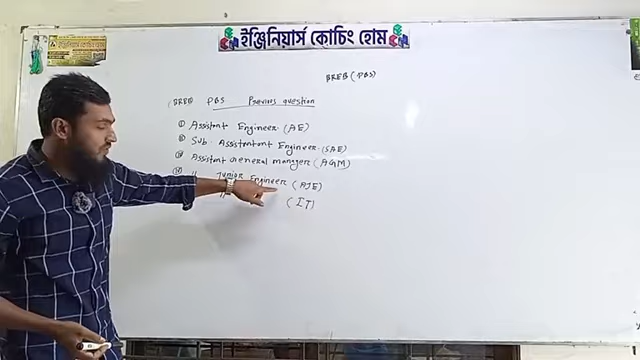 ইঞ্জিনিয়ার্স কোচিং হোম
BREB (PBS)
BREB PBS Previous question
① Assistant Engineer (AE)
② Sub. Assistant Engineer (SAE)
Assistant General manager (AGM)
" Junior Engineer (AJE)
" (IT)